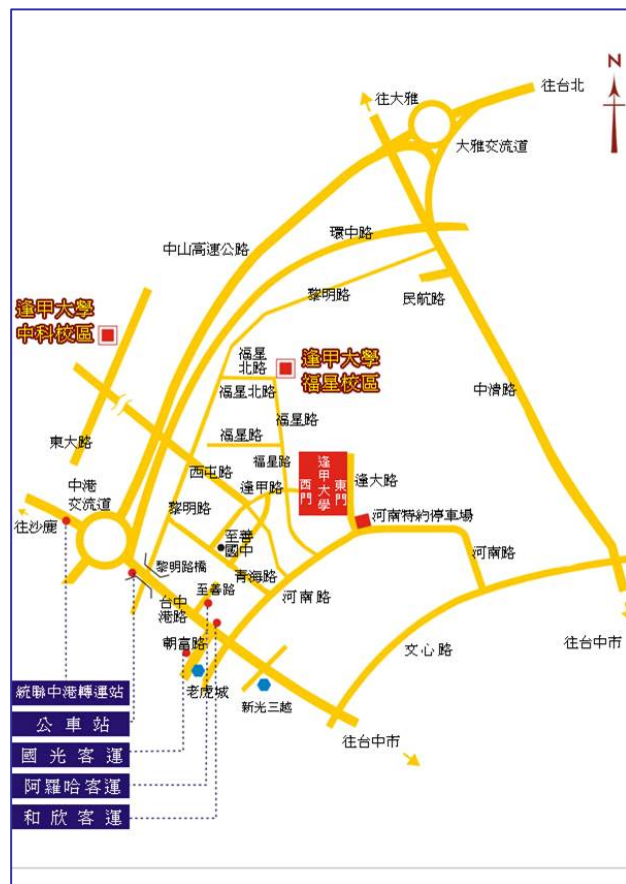 N
往台北
往大雅
大雅交流道
環中路
中山高速公路
黎明路
民航路
逢甲大學
中科校區
福星
北路
逢甲大學
福星校區
福星北路
中清路
福星路
東大路
福星路
西屯路
福星路
逢甲路
西門
逢甲大學
東門
逢大路
中港
交流道
黎明路
河南特約停車場
往沙鹿
至善
國中
河南路
黎明路橋
青海路
至善路
河南路
台中
港路
朝富路
文心路
往台中市
老虎城
新光三越
往台中市
統聯中港轉運站
公車站
國光客運
阿羅哈客運
和欣客運